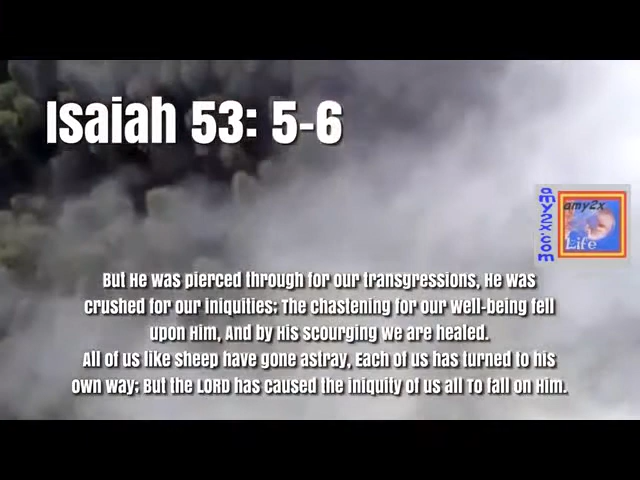 Isaiah 53: 5-6
amy2x.com
amy2x
Life
But He was pierced through for our transgressions, He was
crushed for our iniquities; The chastening for our well-being fell
upon Him, And by His scourging we are healed.
All of us like sheep have gone astray, Each of us has turned to his
own way; But the LORD has caused the iniquity of us all To fall on Him.